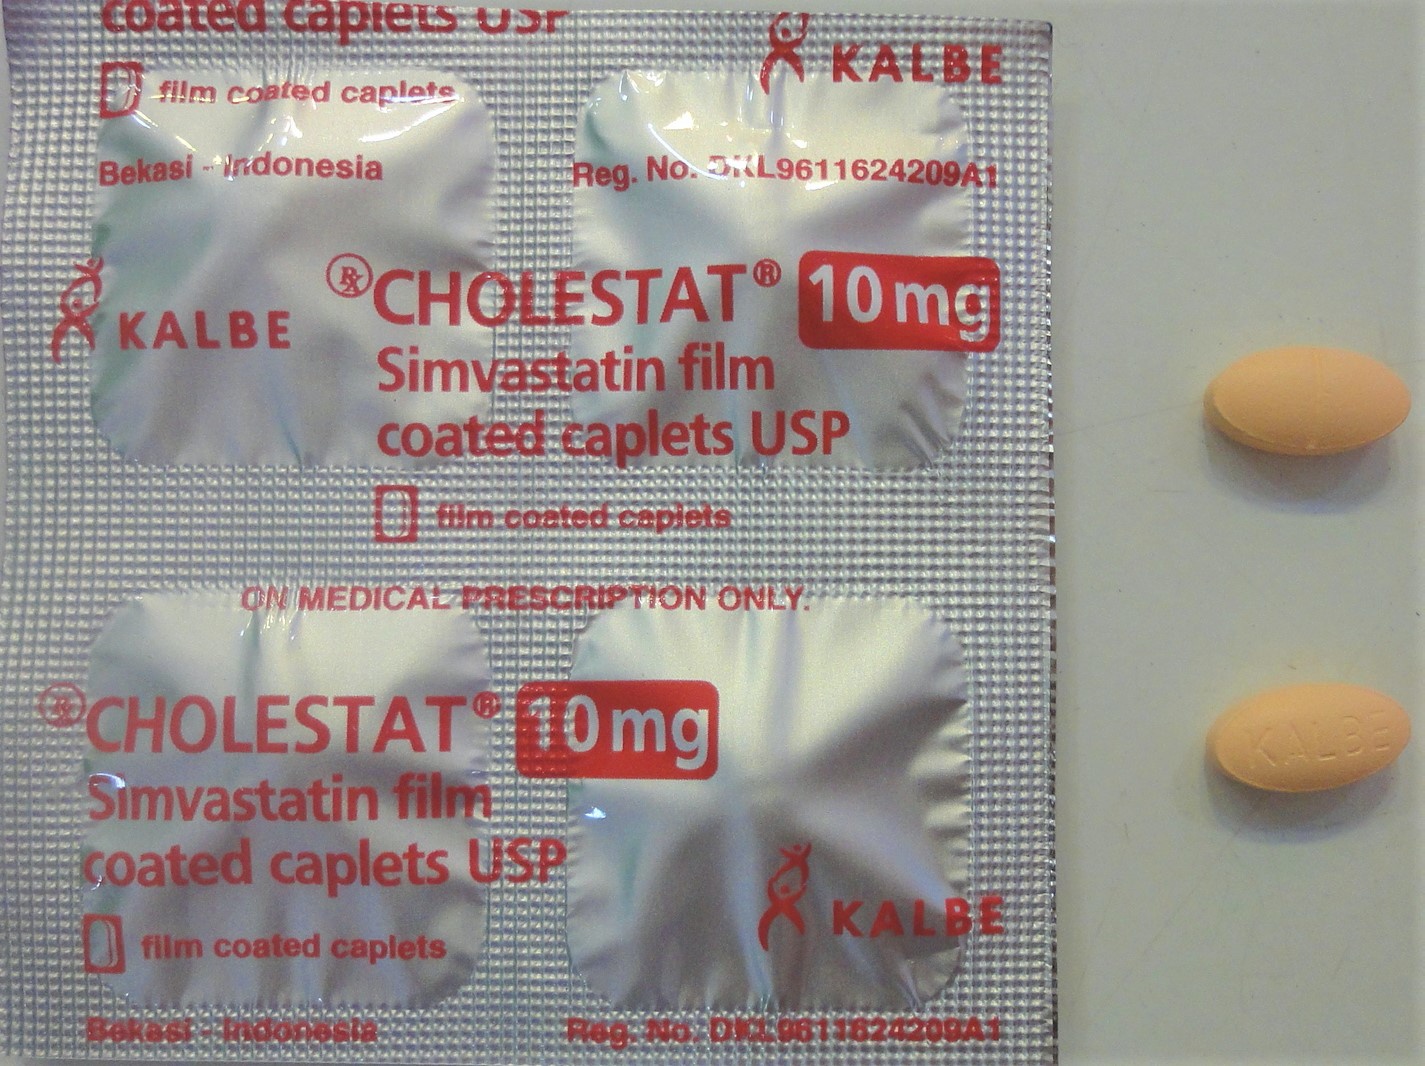 coated caplets USP
KALBE
film coated caplets
Bekasi - Indonesia
Reg. No. DKL9611624209A1
KALBE
Rx CHOLESTAT® 10 mg
Simvastatin film
coated caplets USP
film coated caplets
ON MEDICAL PRESCRIPTION ONLY.
Rx CHOLESTAT® 10 mg
Simvastatin film
coated caplets USP
KALBE
film coated caplets
Bekasi - Indonesia
Reg. No. DKL9611624209A1
KALBE